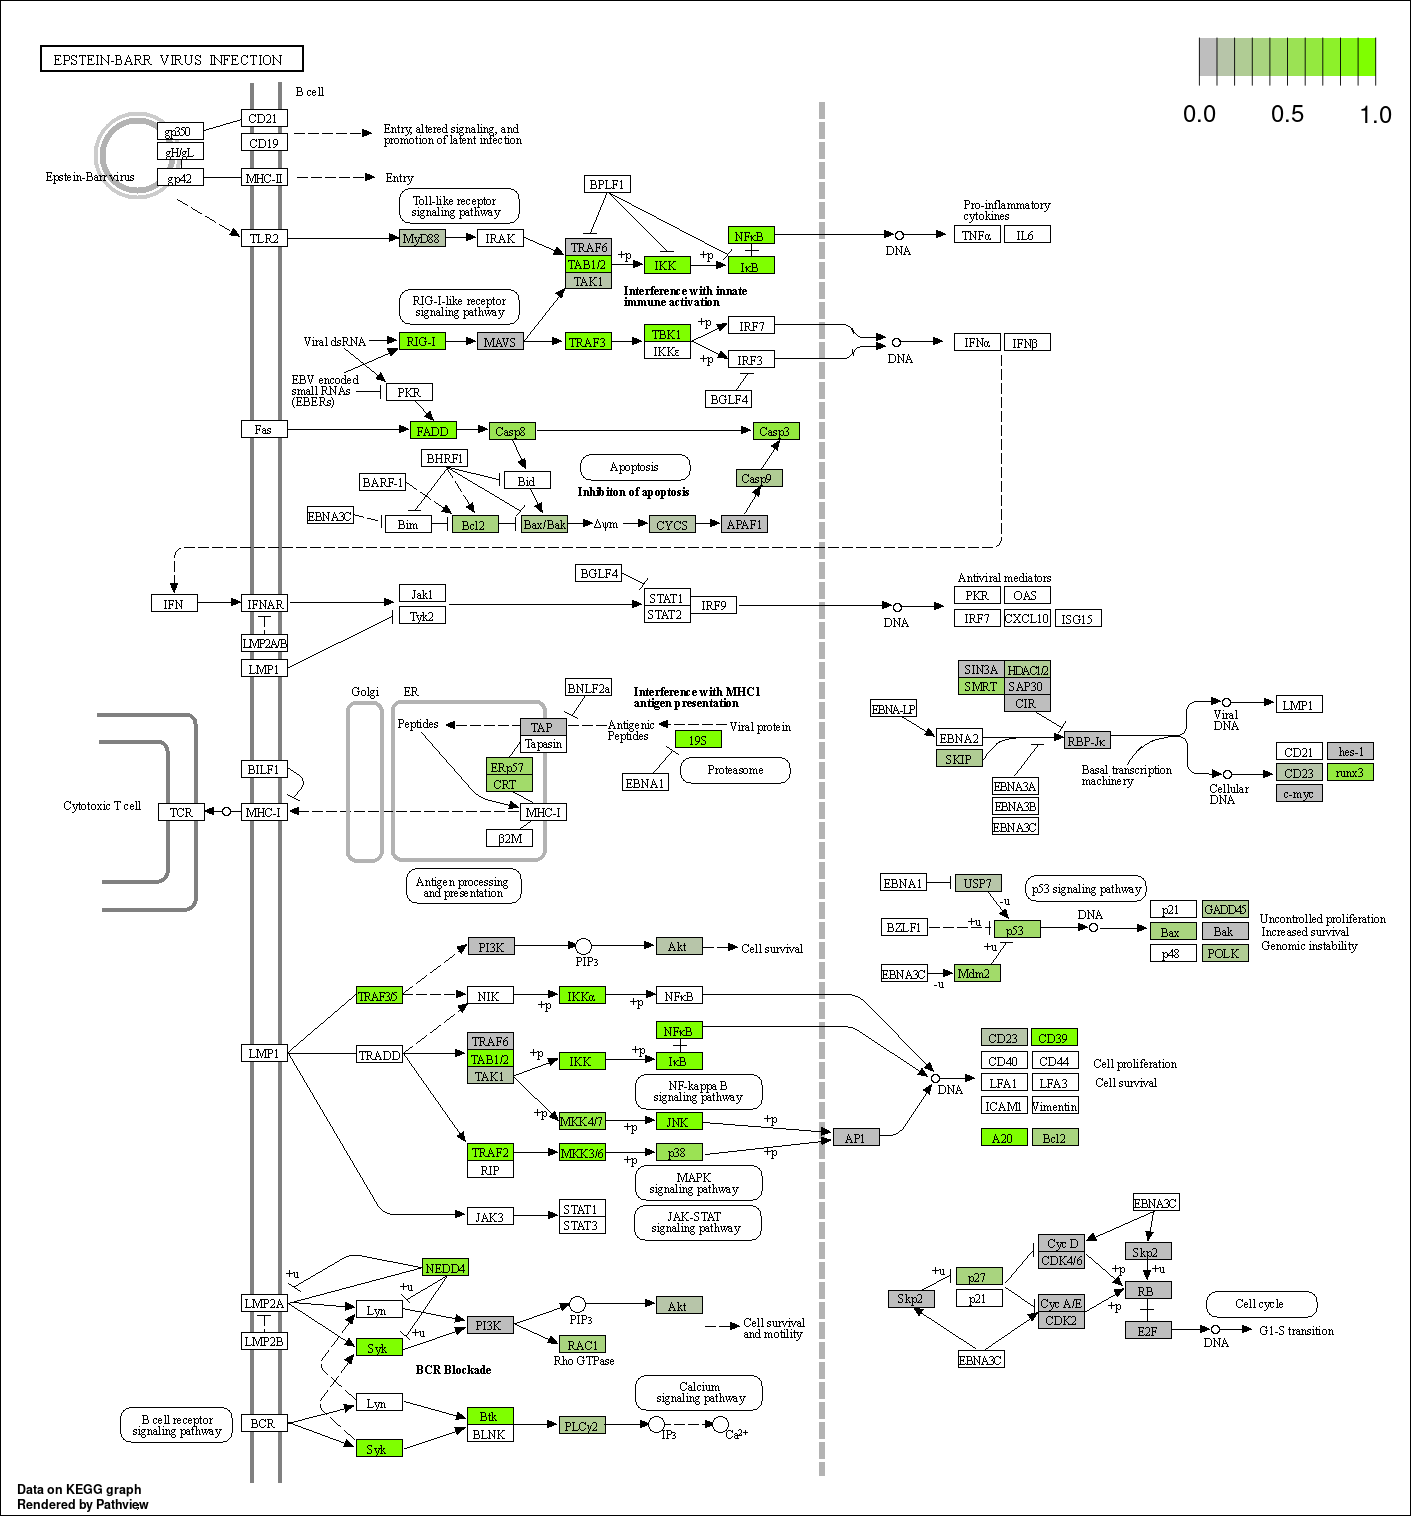 EPSTEIN-BARR VIRUS INFECTION
0.0 0.5 1.0
B cell
gp350
gH/gL
gp42
Epstein-Barr virus
CD21
CD19
MHC-II
Entry, altered signaling, and
promotion of latent infection
Entry
Toll-like receptor
signaling pathway
BPLF1
TLR2
MyD88
IRAK
TRAF6
TAB1/2
TAK1
+p
IKK
+p
NFκB
IκB
DNA
Pro-inflammatory
cytokines
TNFα
IL6
Interference with innate
immune activation
RIG-I-like receptor
signaling pathway
Viral dsRNA
RIG-I
MAVS
TRAF3
TBK1
IKKε
+p
+p
IRF7
IRF3
BGLF4
DNA
IFNα
IFNβ
EBV encoded
small RNAs
(EBERs)
PKR
Fas
FADD
Casp8
Casp3
BHRF1
BARF-1
Bid
Apoptosis
Inhibiton of apoptosis
Casp9
EBNA3C
Bim
Bcl2
Bax/Bak
Δψm
CYCS
APAF1
IFN
IFNAR
LMP2A/B
LMP1
Jak1
Tyk2
BGLF4
STAT1
STAT2
IRF9
DNA
Antiviral mediators
PKR
OAS
IRF7
CXCL10
ISG15
Golgi
ER
BNLF2a
Interference with MHC1
antigen presentation
Peptides
TAP
Tapasin
Antigenic
Peptides
Viral protein
19S
Proteasome
EBNA1
ERp57
CRT
MHC-I
β2M
BILF1
MHC-I
TCR
Cytotoxic T cell
Antigen processing
and presentation
SIN3A
HDAC1/2
SMRT
SAP30
CIR
EBNA-LP
EBNA2
SKIP
RBP-Jκ
EBNA3A
EBNA3B
EBNA3C
Basal transcription
machinery
Viral
DNA
LMP1
Cellular
DNA
CD21
hes-1
CD23
runx3
c-myc
EBNA1
USP7
p53 signaling pathway
-u
BZLF1
+u
p53
+u
DNA
EBNA3C
-u
Mdm2
p21
GADD45
Bax
Bak
p48
POLK
Uncontrolled proliferation
Increased survival
Genomic instability
PI3K
PIP3
Akt
Cell survival
TRAF3/5
NIK
+p
IKKα
+p
NFκB
LMP1
TRADD
TRAF6
TAB1/2
TAK1
+p
IKK
+p
NFκB
IκB
NF-kappa B
signaling pathway
+p
MKK4/7
+p
JNK
+p
TRAF2
RIP
MKK3/6
+p
p38
+p
AP1
MAPK
signaling pathway
JAK3
STAT1
STAT3
JAK-STAT
signaling pathway
DNA
CD23
CD39
CD40
CD44
LFA1
LFA3
ICAM1
Vimentin
A20
Bcl2
Cell proliferation
Cell survival
NEDD4
+u
+u
+u
LMP2A
LMP2B
Lyn
Syk
PI3K
PIP3
Akt
RAC1
Rho GTPase
Cell survival
and motility
BCR Blockade
Calcium
signaling pathway
B cell receptor
signaling pathway
BCR
Lyn
Syk
Btk
BLNK
PLCγ2
IP3
Ca2+
EBNA3C
Cyc D
CDK4/6
Skp2
+u
p27
p21
Skp2
+p
+u
RB
+p
Cyc A/E
CDK2
E2F
EBNA3C
DNA
Cell cycle
G1-S transition
Data on KEGG graph
Rendered by Pathview